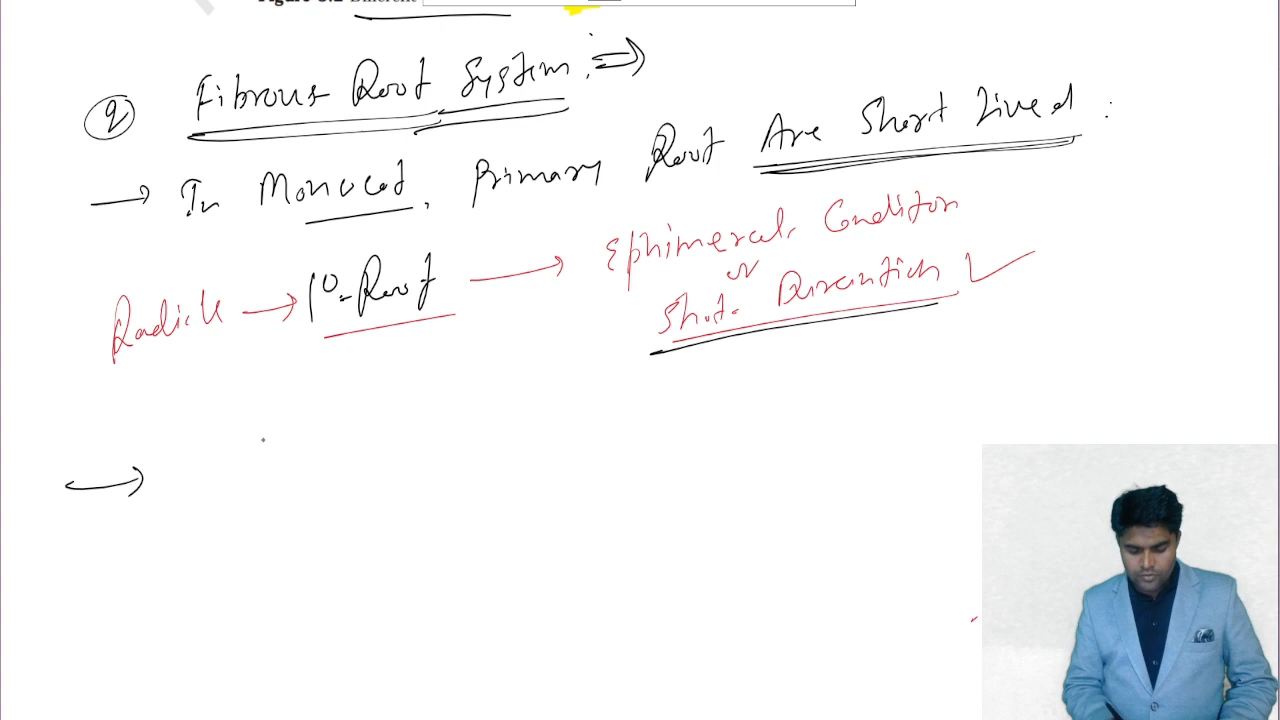 Figure 5.2 Different
2 Fibrous Root System :⇒
→ In Monocot, Primary Root Are Short Lived :
Radicle → 1°-Root → Ephimeral Condition
or
Short Duration ✓
→